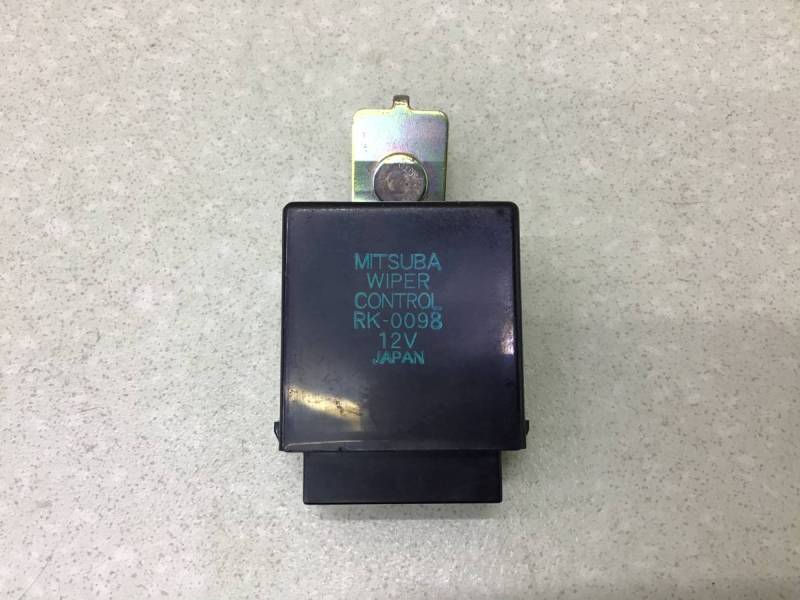 MITSUBA
WIPER
CONTROL
RK-0098
12V
JAPAN